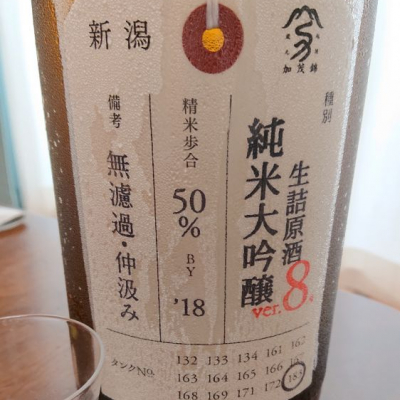 新潟
加茂錦
種別
純米大吟醸
生詰原酒
ver.8.
精米歩合
50%
BY
'18
備考
無濾過・仲汲み
タンクNO.
132 133 134 161 162
163 164 165 166
168 169 171 172